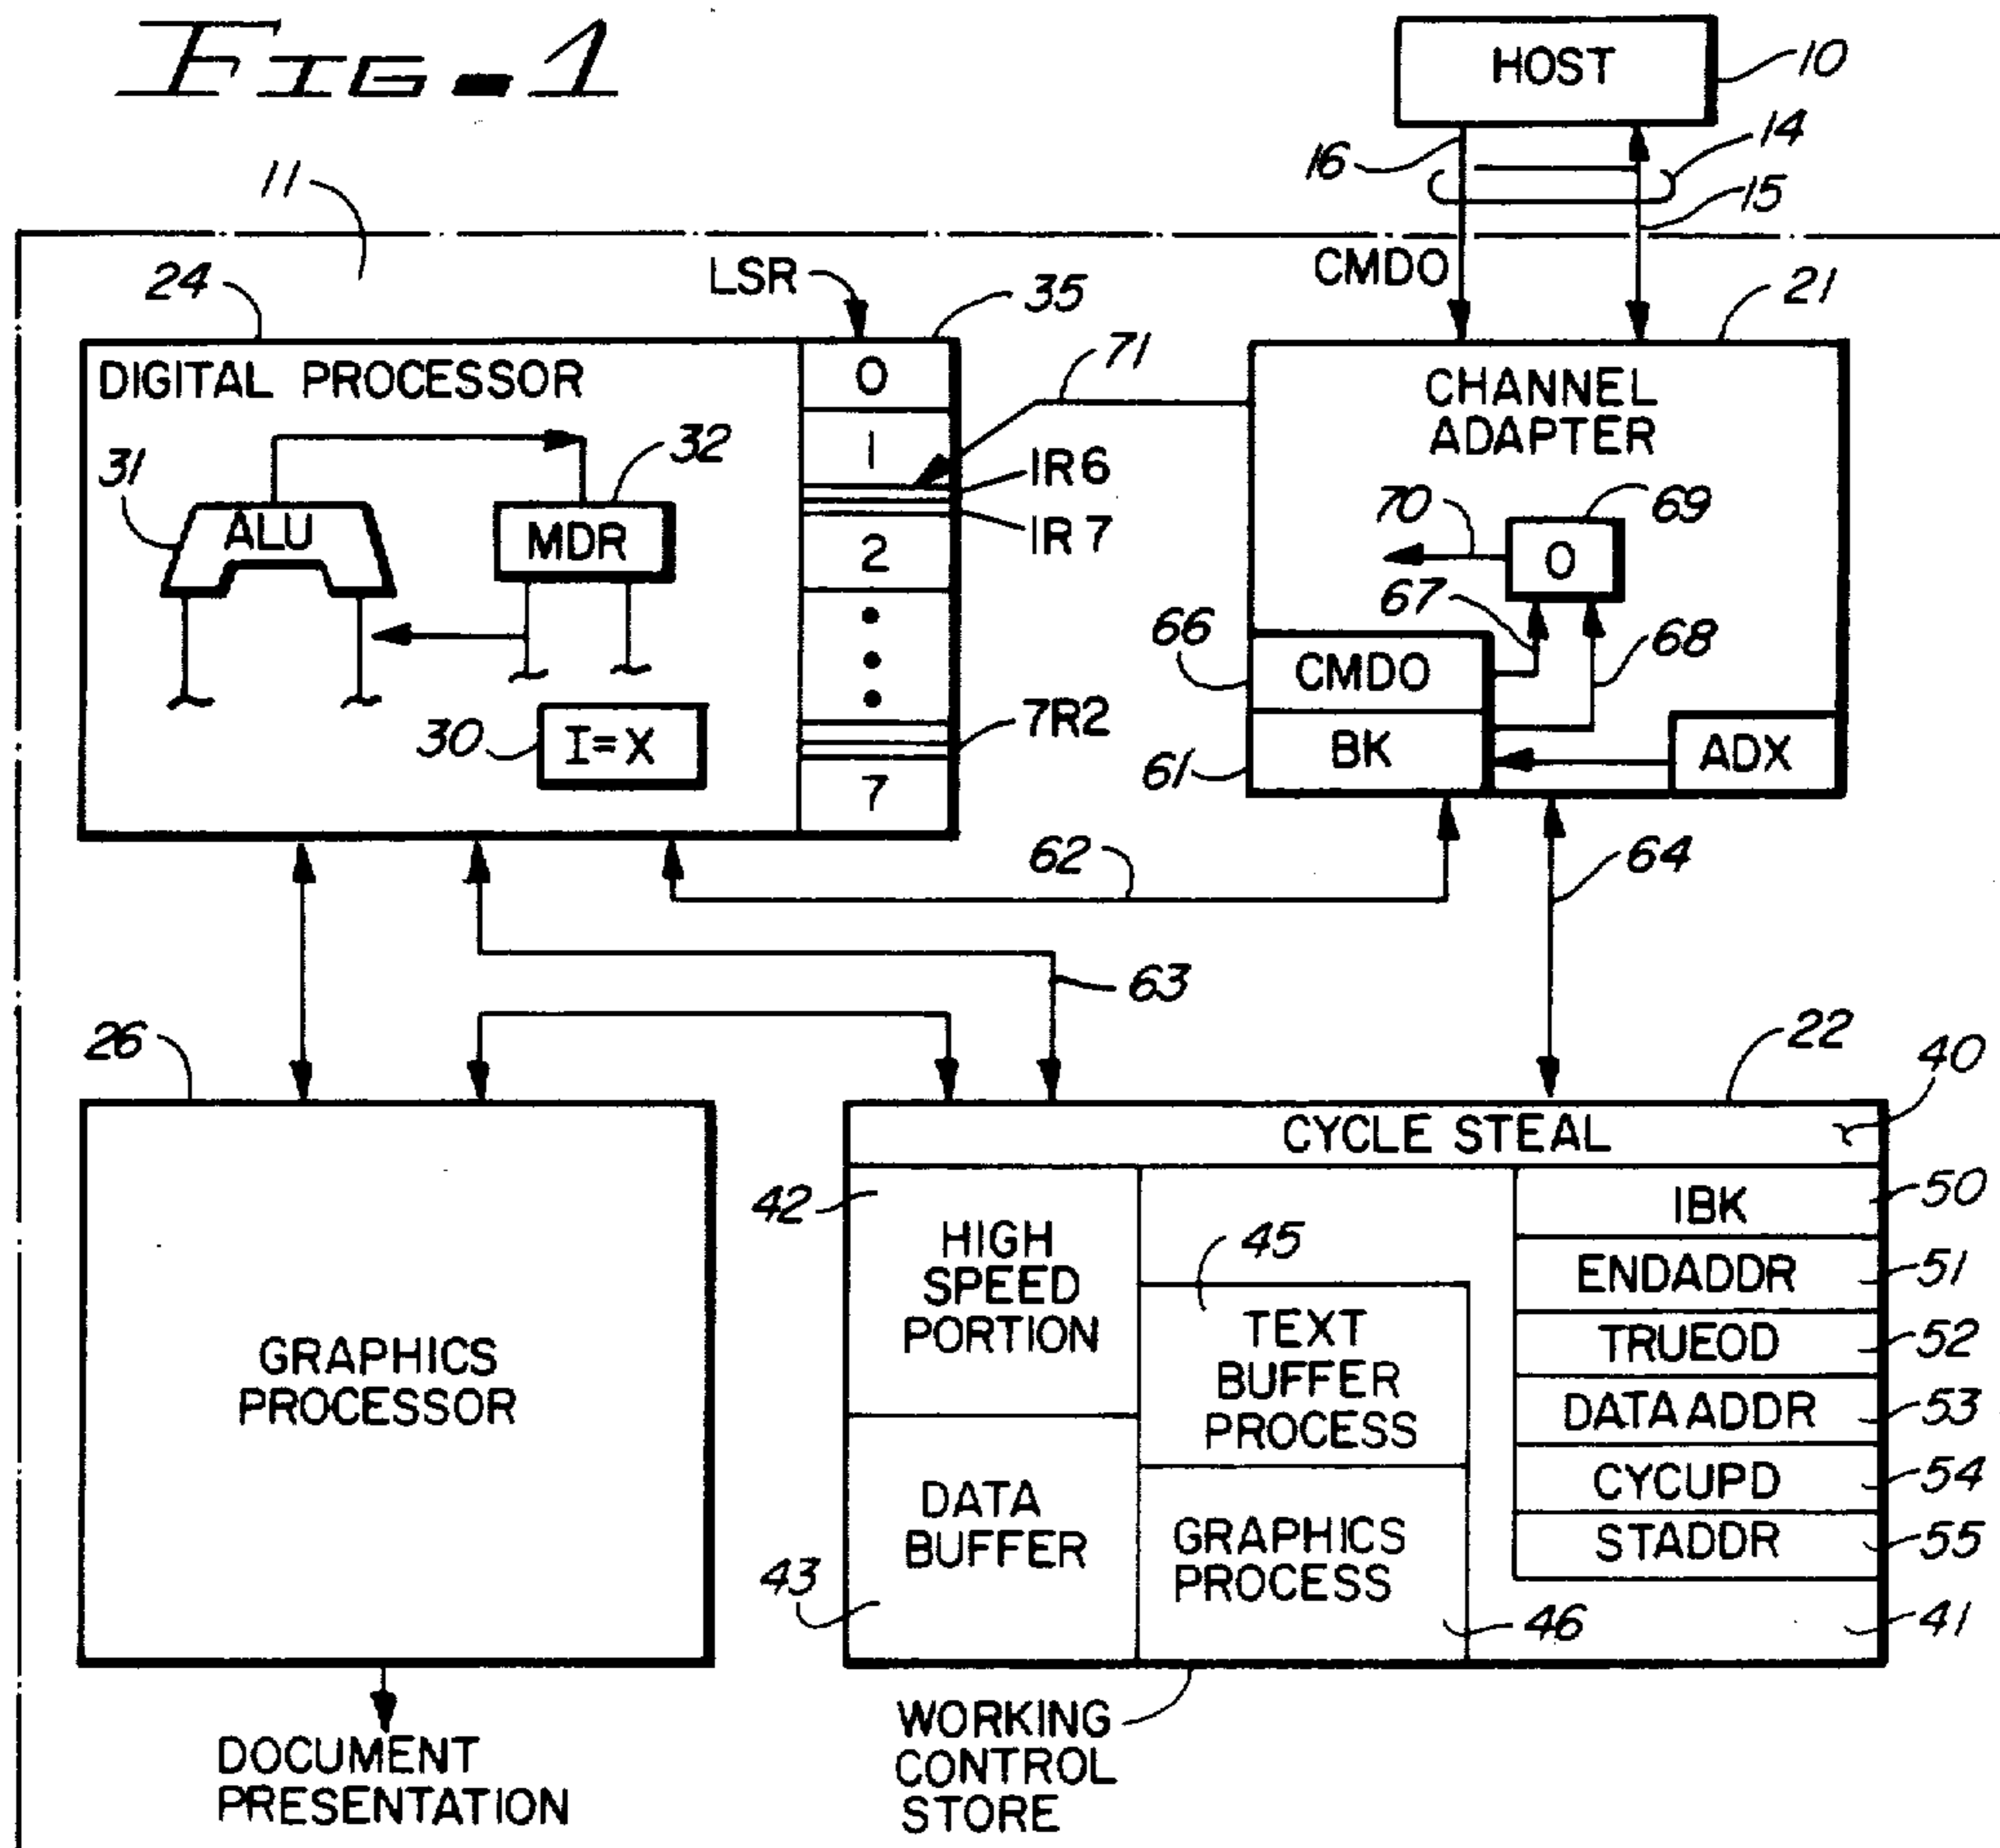 FIG-1
HOST
10
16
14
15
11
CMDO
24
LSR
35
21
DIGITAL PROCESSOR
0
71
CHANNEL
ADAPTER
31
32
1
IR6
ALU
MDR
IR7
70
69
2
O
67
66
68
CMDO
30
I=X
7R2
61
BK
ADX
7
62
64
63
26
22
40
CYCLE STEAL
42
HIGH
SPEED
PORTION
45
IBK
50
ENDADDR
51
GRAPHICS
PROCESSOR
TEXT
BUFFER
PROCESS
TRUEOD
52
DATA ADDR
53
DATA
BUFFER
CYCUPD
54
GRAPHICS
PROCESS
STADDR
55
43
46
41
WORKING
CONTROL
STORE
DOCUMENT
PRESENTATION